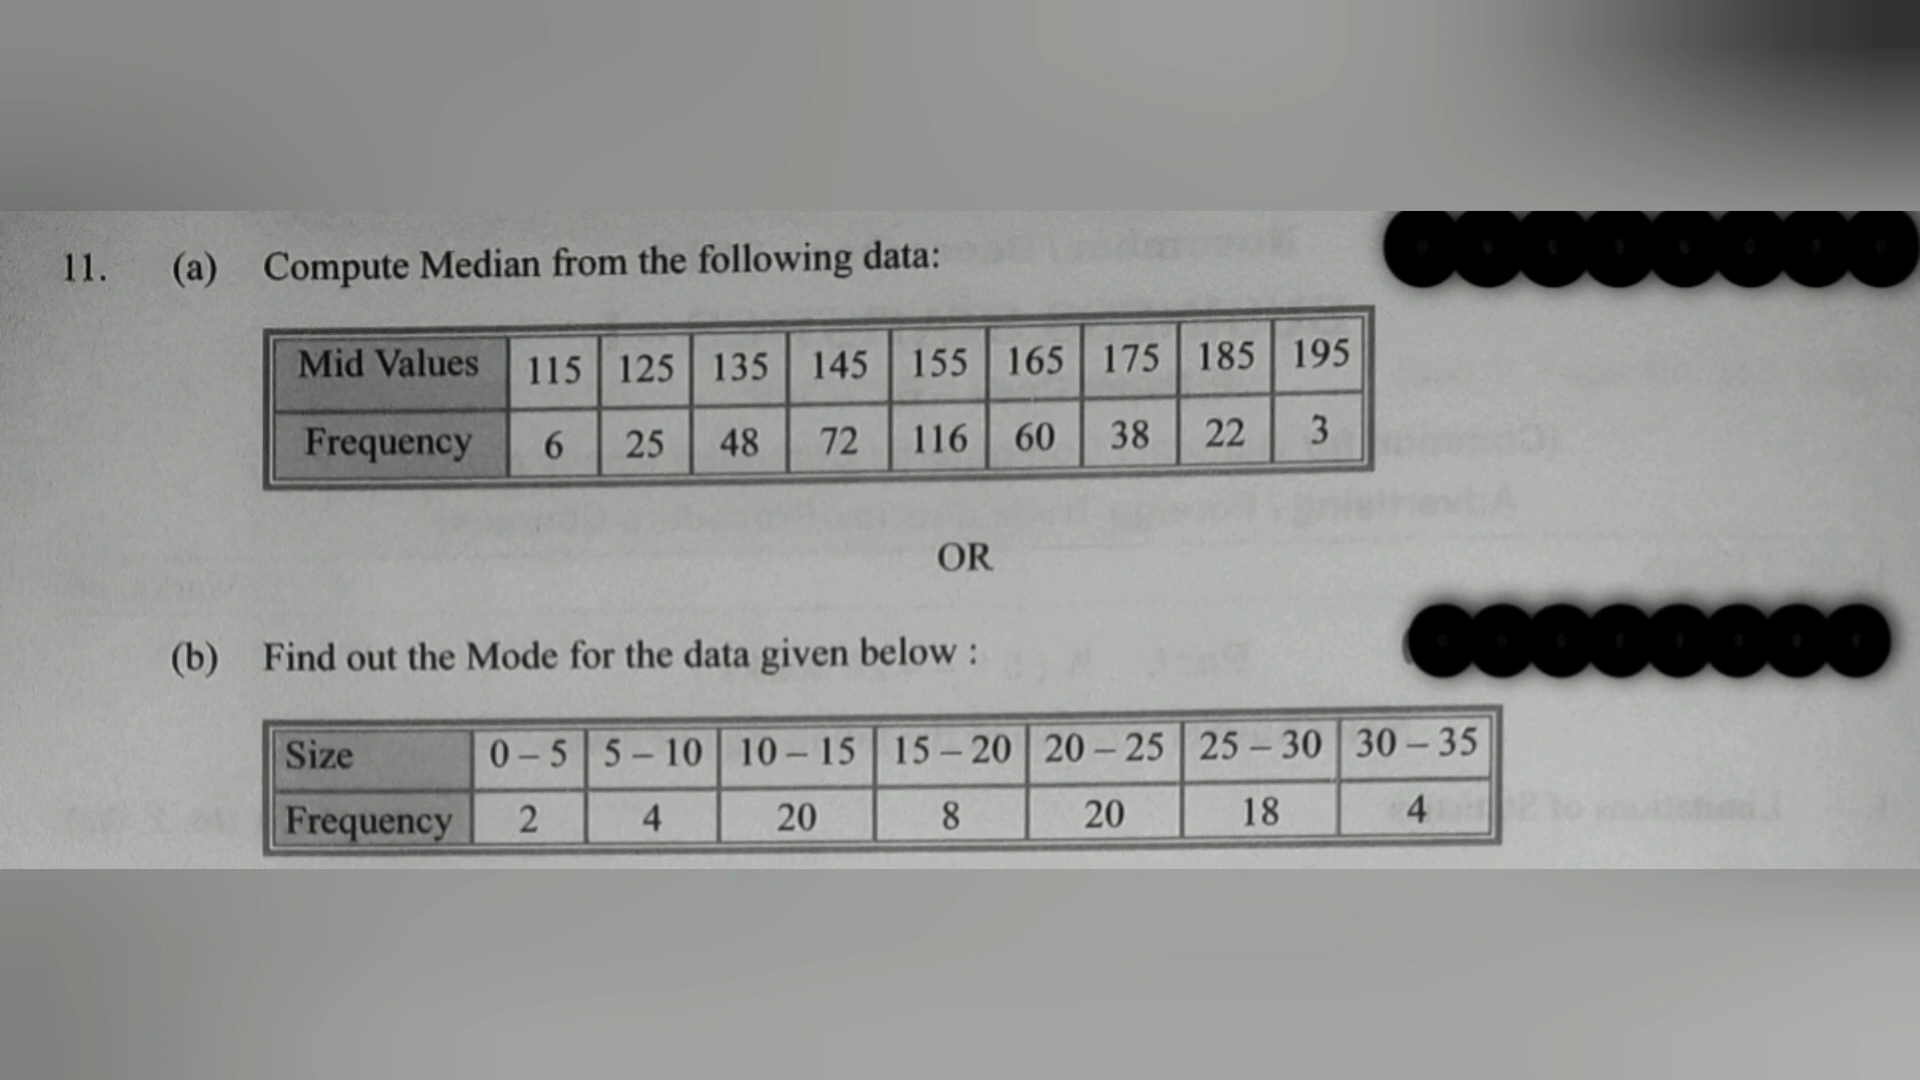 11. (a) Compute Median from the following data:
Mid Values 115 125 135 145 155 165 175 185 195
Frequency 6 25 48 72 116 60 38 22 3
OR
(b) Find out the Mode for the data given below :
Size 0 – 5 5 – 10 10 – 15 15 – 20 20 – 25 25 – 30 30 – 35
Frequency 2 4 20 8 20 18 4